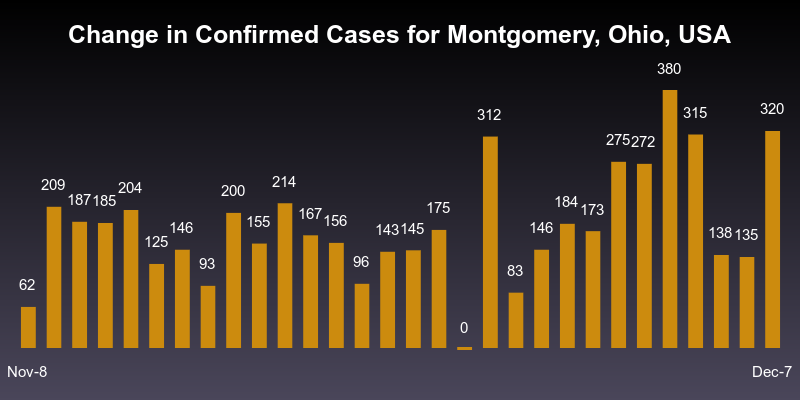 Change in Confirmed Cases for Montgomery, Ohio, USA
62 209 187 185 204 125 146 93 200 155 214 167 156 96 143 145 175 0 312 83 146 184 173 275 272 380 315 138 135 320
Nov-8 Dec-7